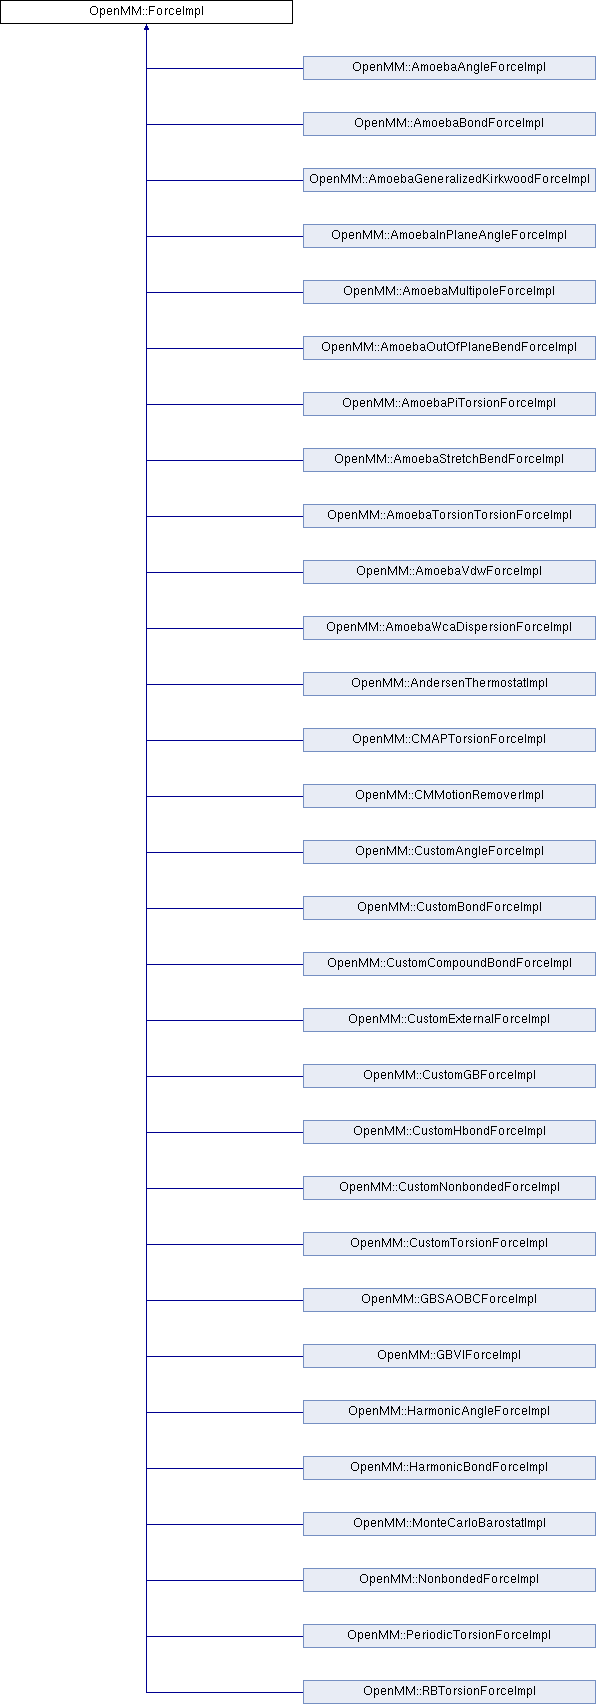 OpenMM::ForceImpl
OpenMM::AmoebaAngleForceImpl
OpenMM::AmoebaBondForceImpl
OpenMM::AmoebaGeneralizedKirkwoodForceImpl
OpenMM::AmoebaInPlaneAngleForceImpl
OpenMM::AmoebaMultipoleForceImpl
OpenMM::AmoebaOutOfPlaneBendForceImpl
OpenMM::AmoebaPiTorsionForceImpl
OpenMM::AmoebaStretchBendForceImpl
OpenMM::AmoebaTorsionTorsionForceImpl
OpenMM::AmoebaVdwForceImpl
OpenMM::AmoebaWcaDispersionForceImpl
OpenMM::AndersenThermostatImpl
OpenMM::CMAPTorsionForceImpl
OpenMM::CMMotionRemoverImpl
OpenMM::CustomAngleForceImpl
OpenMM::CustomBondForceImpl
OpenMM::CustomCompoundBondForceImpl
OpenMM::CustomExternalForceImpl
OpenMM::CustomGBForceImpl
OpenMM::CustomHbondForceImpl
OpenMM::CustomNonbondedForceImpl
OpenMM::CustomTorsionForceImpl
OpenMM::GBSAOBCForceImpl
OpenMM::GBVIForceImpl
OpenMM::HarmonicAngleForceImpl
OpenMM::HarmonicBondForceImpl
OpenMM::MonteCarloBarostatImpl
OpenMM::NonbondedForceImpl
OpenMM::PeriodicTorsionForceImpl
OpenMM::RBTorsionForceImpl